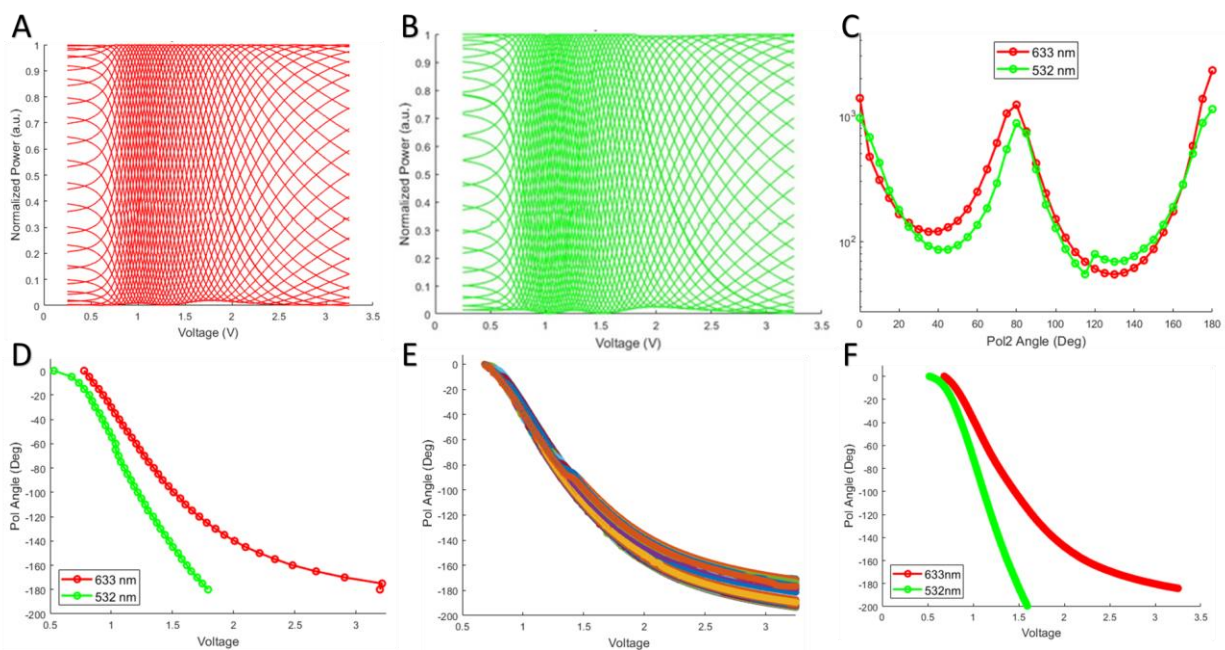 A
Normalized Power (a.u.)
1
0.9
0.8
0.7
0.6
0.5
0.4
0.3
0.2
0.1
0
0 0.5 1 1.5 2 2.5 3 3.5
Voltage (V)
B
Normalized Power (a.u.)
1
0.9
0.8
0.7
0.6
0.5
0.4
0.3
0.2
0.1
0
0 0.5 1 1.5 2 2.5 3 3.5
Voltage (V)
C
633 nm
532 nm
10³
10²
0 20 40 60 80 100 120 140 160 180
Pol2 Angle (Deg)
D
Pol Angle (Deg)
0
-20
-40
-60
-80
-100
-120
-140
-160
-180
-200
633 nm
532 nm
0.5 1 1.5 2 2.5 3
Voltage
E
Pol Angle (Deg)
0
-20
-40
-60
-80
-100
-120
-140
-160
-180
-200
0.5 1 1.5 2 2.5 3
Voltage
F
Pol Angle (Deg)
0
-20
-40
-60
-80
-100
-120
-140
-160
-180
-200
633nm
532nm
0 0.5 1 1.5 2 2.5 3 3.5
Voltage